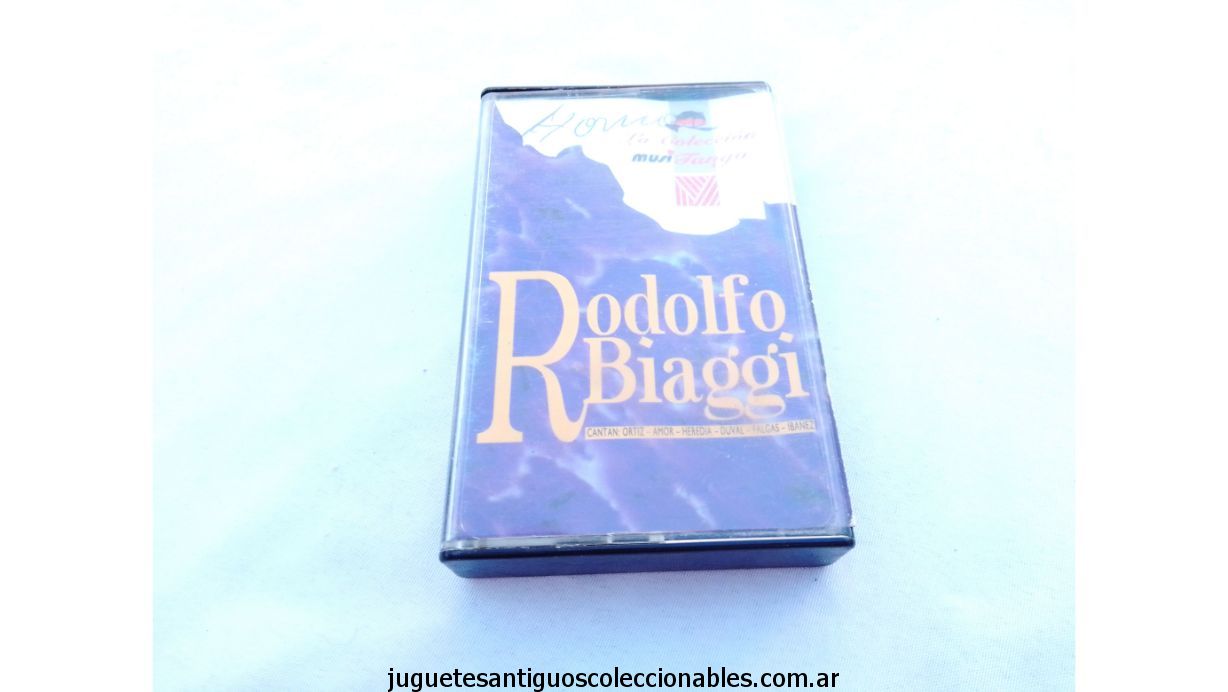 La Colección
musi Tango
Rodolfo
Biaggi
CANTAN: ORTIZ - AMOR - HEREDIA - DUVAL - FALGAS - IBAÑEZ
juguetesantiguoscoleccionables.com.ar